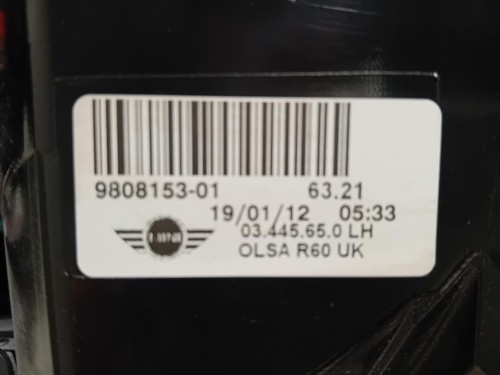 9808153-01 63.21
19/01/12 05:33
03.445.65.0 LH
OLSA R60 UK